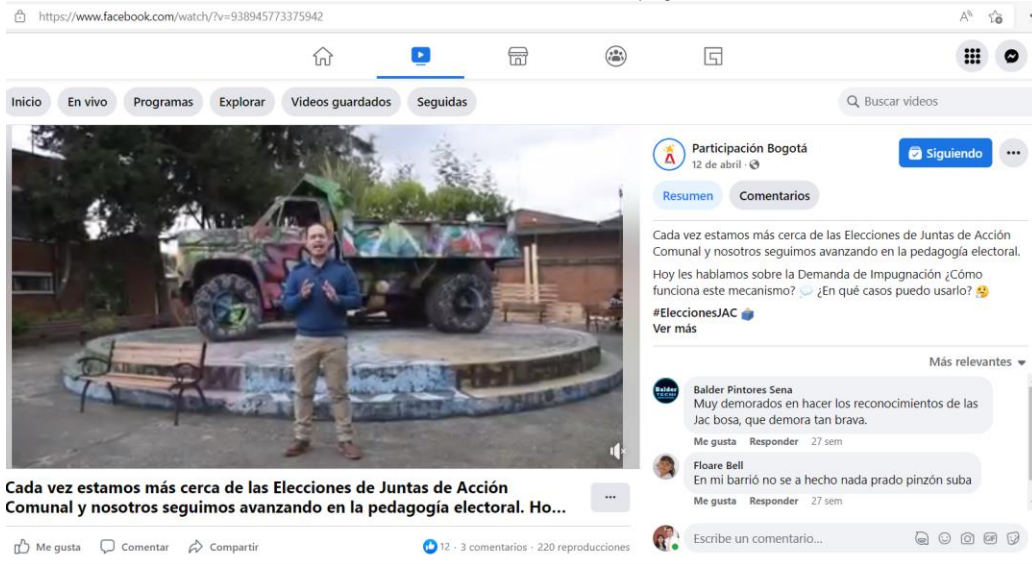 https://www.facebook.com/watch/?v=938945773375942
Inicio
En vivo
Programas
Explorar
Videos guardados
Seguidas
Buscar videos
Participación Bogotá
12 de abril ·
Siguiendo
Resumen
Comentarios
Cada vez estamos más cerca de las Elecciones de Juntas de Acción
Comunal y nosotros seguimos avanzando en la pedagogía electoral.
Hoy les hablamos sobre la Demanda de Impugnación ¿Cómo
funciona este mecanismo? 💭 ¿En qué casos puedo usarlo? 🤔
#EleccionesJAC 🗳️
Ver más
Más relevantes
Balder Pintores Sena
Muy demorados en hacer los reconocimientos de las
Jac bosa, que demora tan brava.
Me gusta Responder 27 sem
Floare Bell
En mi barrió no se a hecho nada prado pinzón suba
Me gusta Responder 27 sem
Escribe un comentario...
Cada vez estamos más cerca de las Elecciones de Juntas de Acción
Comunal y nosotros seguimos avanzando en la pedagogía electoral. Ho...
Me gusta
Comentar
Compartir
12 · 3 comentarios · 220 reproducciones